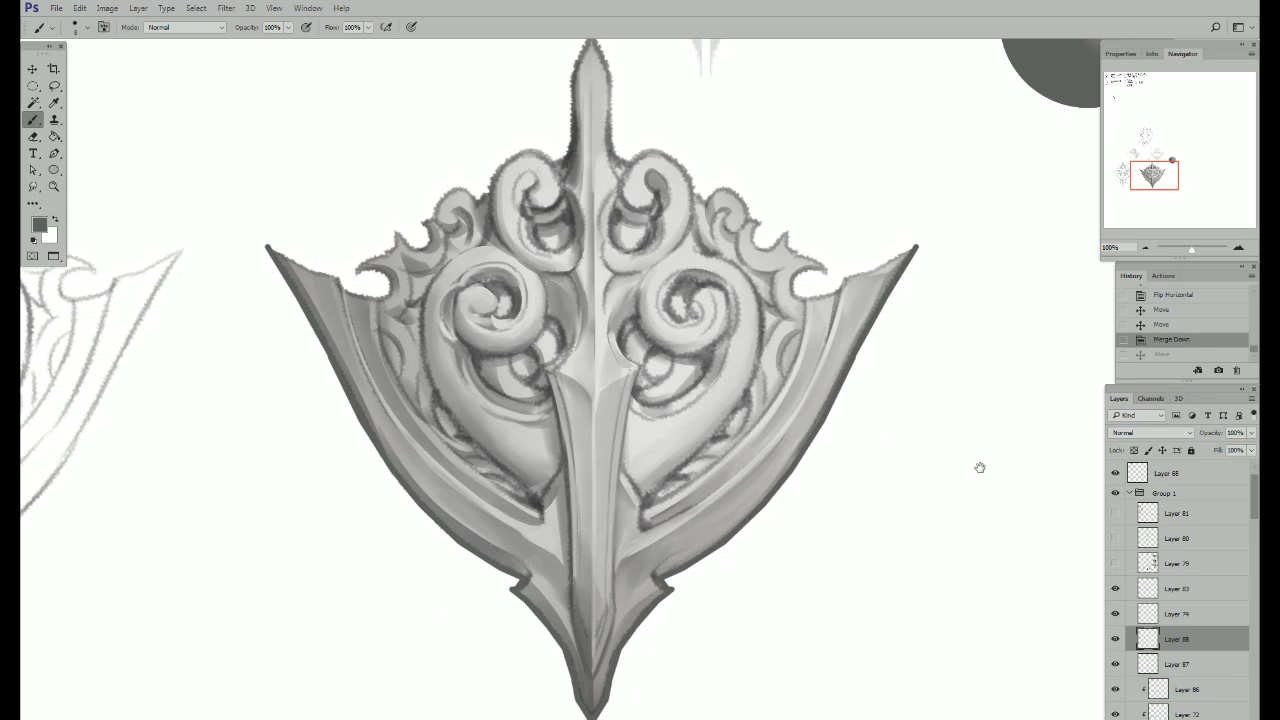 Ps File Edit Image Layer Type Select Filter 3D View Window Help
8 Mode: Normal Opacity: 100% Flow: 100%
Properties Info Navigator
100%
History Actions
Flip Horizontal
Move
Move
Merge Down
Move
Layers Channels 3D
Kind
Normal Opacity: 100%
Lock: Fill: 100%
Layer 68
Group 1
Layer 81
Layer 80
Layer 79
Layer 83
Layer 74
Layer 88
Layer 87
Layer 86
Layer 72